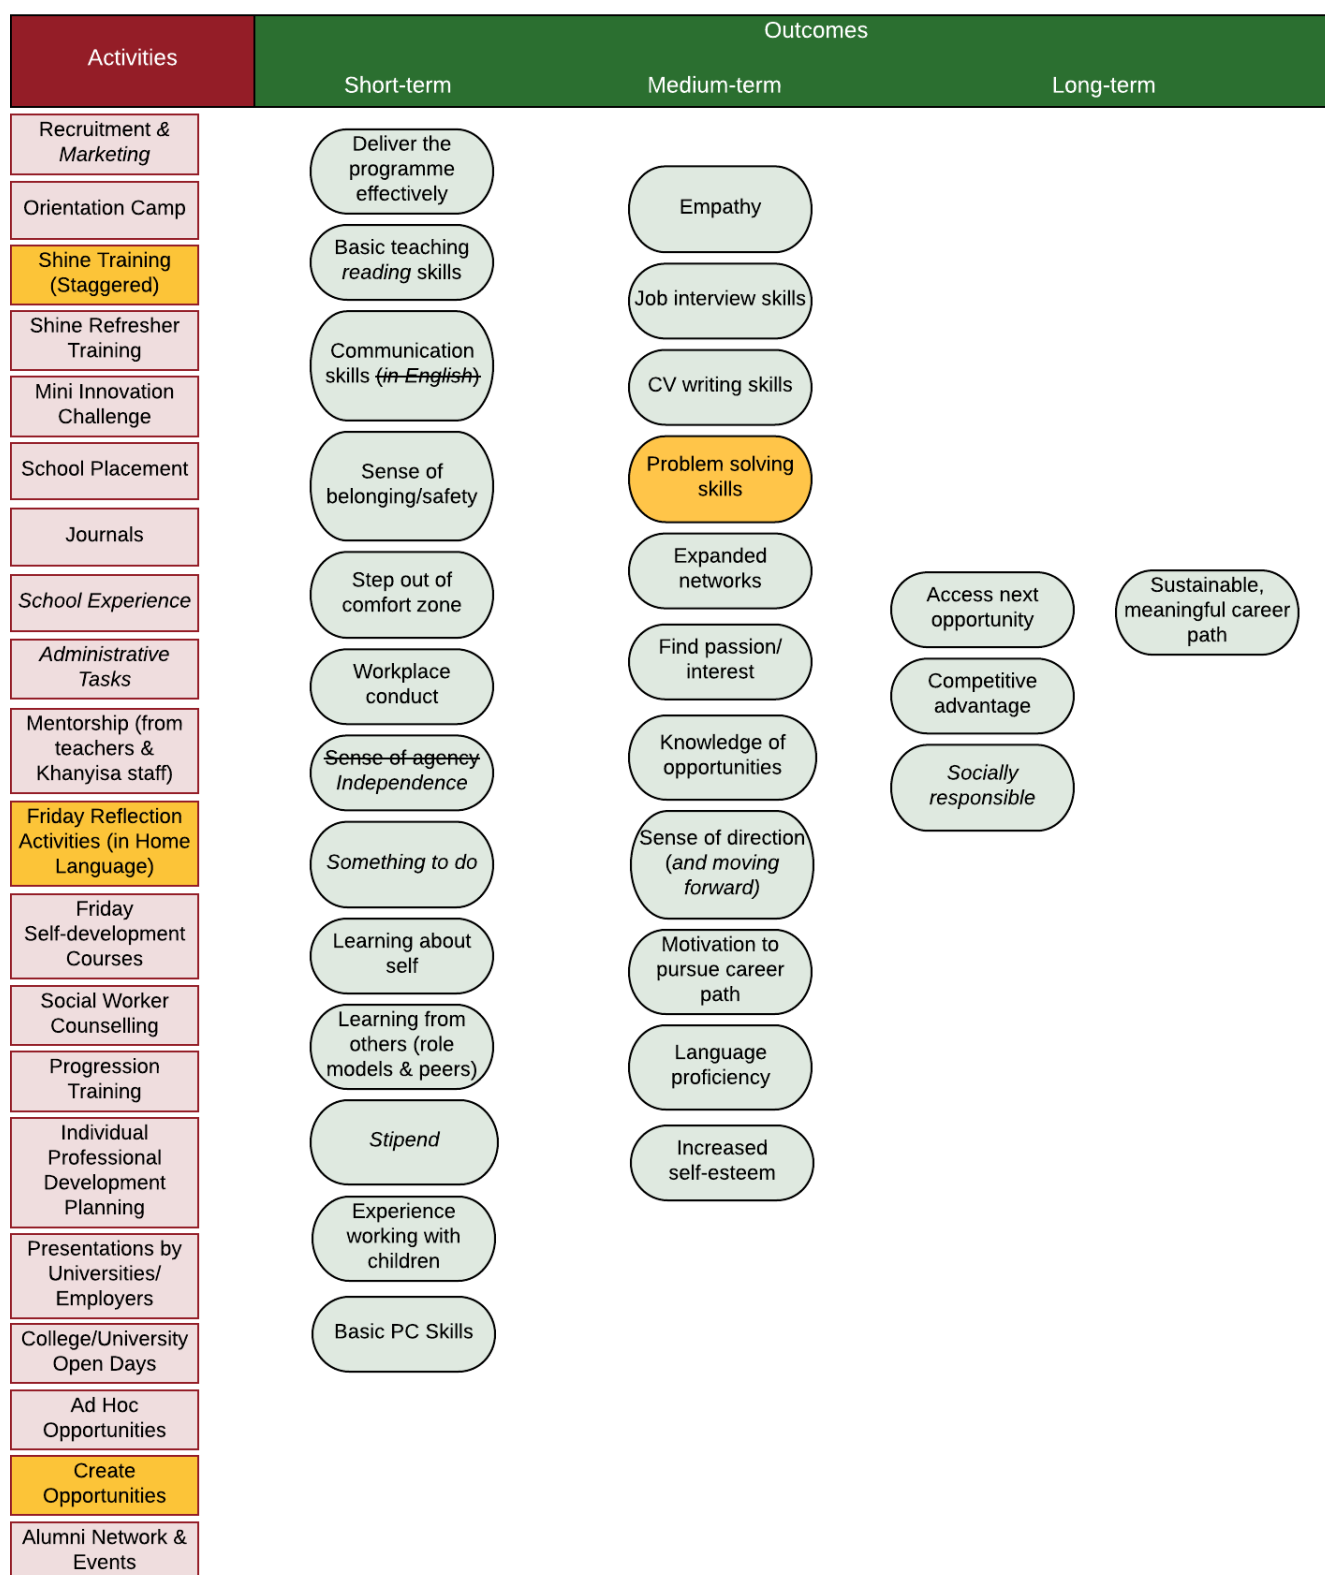 Activities
Outcomes
Short-term
Medium-term
Long-term
Recruitment &
Marketing
Orientation Camp
Shine Training
(Staggered)
Shine Refresher
Training
Mini Innovation
Challenge
School Placement
Journals
School Experience
Administrative
Tasks
Mentorship (from
teachers &
Khanyisa staff)
Friday Reflection
Activities (in Home
Language)
Friday
Self-development
Courses
Social Worker
Counselling
Progression
Training
Individual
Professional
Development
Planning
Presentations by
Universities/
Employers
College/University
Open Days
Ad Hoc
Opportunities
Create
Opportunities
Alumni Network &
Events
Deliver the
programme
effectively
Basic teaching
reading skills
Communication
skills (in English)
Sense of
belonging/safety
Step out of
comfort zone
Workplace
conduct
Sense of agency
Independence
Something to do
Learning about
self
Learning from
others (role
models & peers)
Stipend
Experience
working with
children
Basic PC Skills
Empathy
Job interview skills
CV writing skills
Problem solving
skills
Expanded
networks
Find passion/
interest
Knowledge of
opportunities
Sense of direction
(and moving
forward)
Motivation to
pursue career
path
Language
proficiency
Increased
self-esteem
Access next
opportunity
Competitive
advantage
Socially
responsible
Sustainable,
meaningful career
path